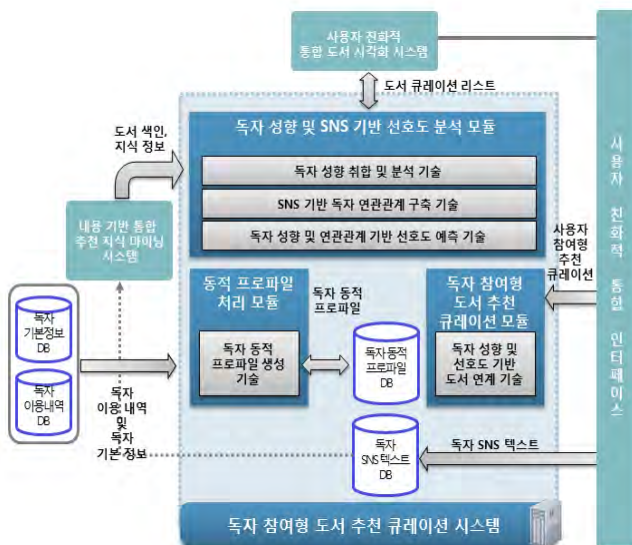 사용자 친화적
통합 도서 시각화 시스템
도서 큐레이션 리스트
도서 색인,
지식 정보
독자 성향 및 SNS 기반 선호도 분석 모듈
독자 성향 취합 및 분석 기술
SNS 기반 독자 연관관계 구축 기술
독자 성향 및 연관관계 기반 선호도 예측 기술
내용 기반 통합
추천 지식 마이닝
시스템
사용자
참여형
추천
큐레이션
동적 프로파일
처리 모듈
독자 동적
프로파일
독자 참여형
도서 추천
큐레이션 모듈
독자
기본정보
DB
독자 동적
프로파일 생성
기술
독자 동적
프로파일
DB
독자 성향 및
선호도 기반
도서 연계 기술
독자
이용내역
DB
독자
이용 내역
및
독자
기본 정보
독자
SNS 텍스트
DB
독자 SNS 텍스트
독자 참여형 도서 추천 큐레이션 시스템
사용자 친화적 통합 인터페이스